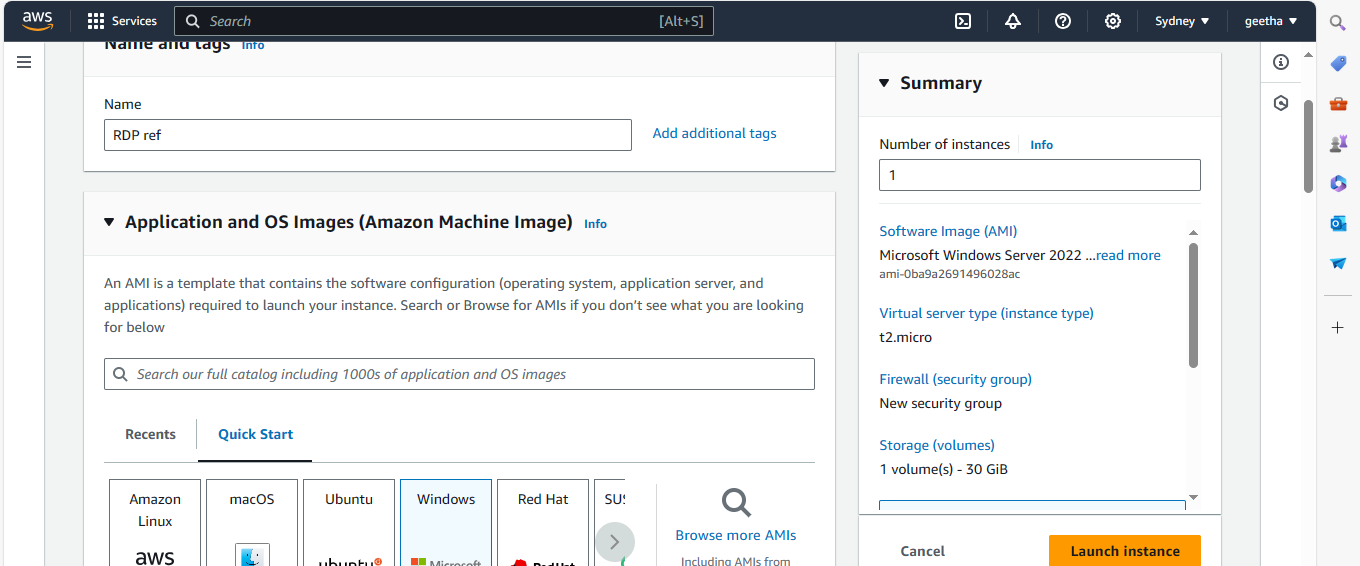 aws
Services
Search
[Alt+S]
Sydney
geetha
Name and tags Info
Name
RDP ref
Add additional tags
Application and OS Images (Amazon Machine Image) Info
An AMI is a template that contains the software configuration (operating system, application server, and
applications) required to launch your instance. Search or Browse for AMIs if you don’t see what you are looking
for below
Search our full catalog including 1000s of application and OS images
Recents
Quick Start
Amazon
Linux
aws
macOS
Ubuntu
ubuntu
Windows
Microsoft
Red Hat
RedHat
SUS
Browse more AMIs
Including AMIs from
Summary
Number of instances Info
1
Software Image (AMI)
Microsoft Windows Server 2022 ...read more
ami-0ba9a2691496028ac
Virtual server type (instance type)
t2.micro
Firewall (security group)
New security group
Storage (volumes)
1 volume(s) - 30 GiB
Cancel
Launch instance